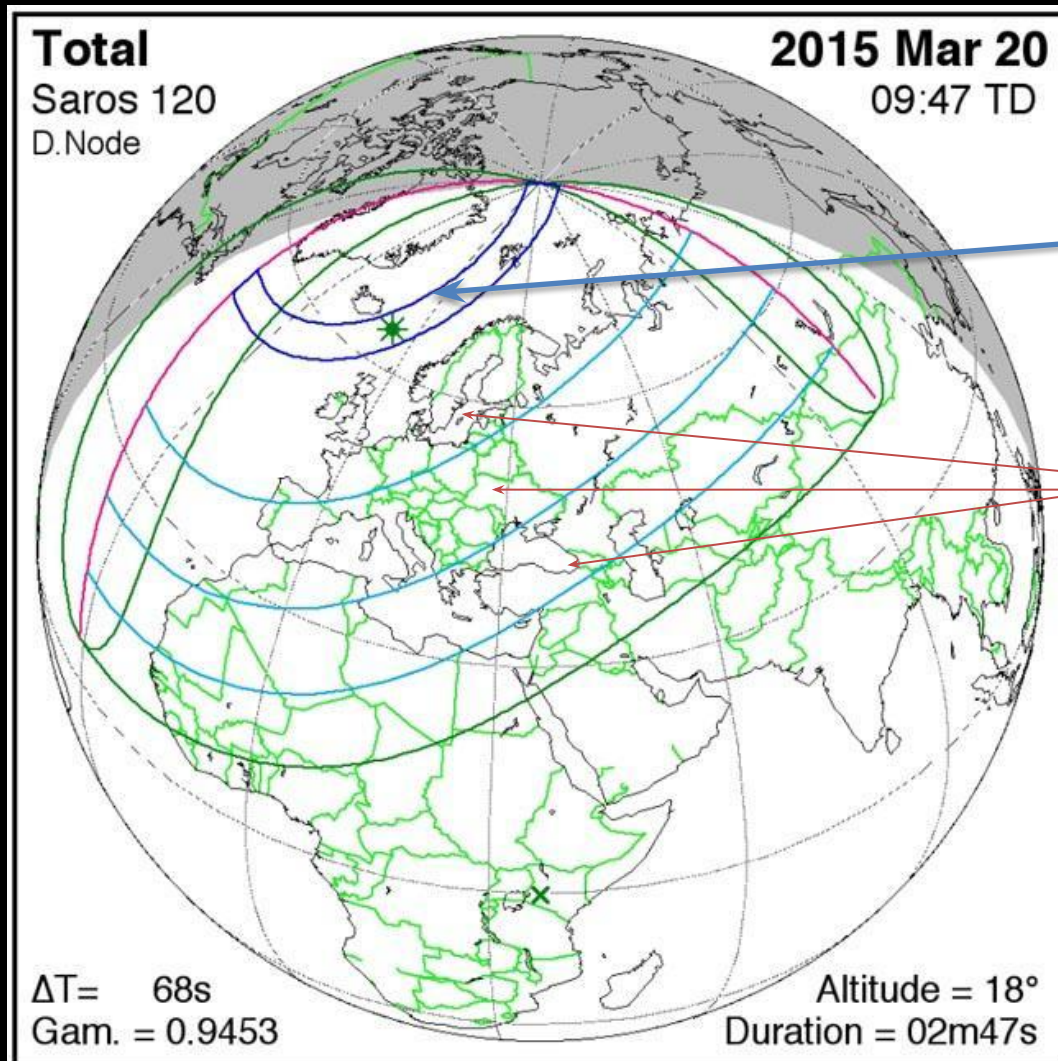 Total
2015 Mar 20
Saros 120
09:47 TD
D.Node
ΔT= 68s
Altitude = 18°
Gam. = 0.9453
Duration = 02m47s